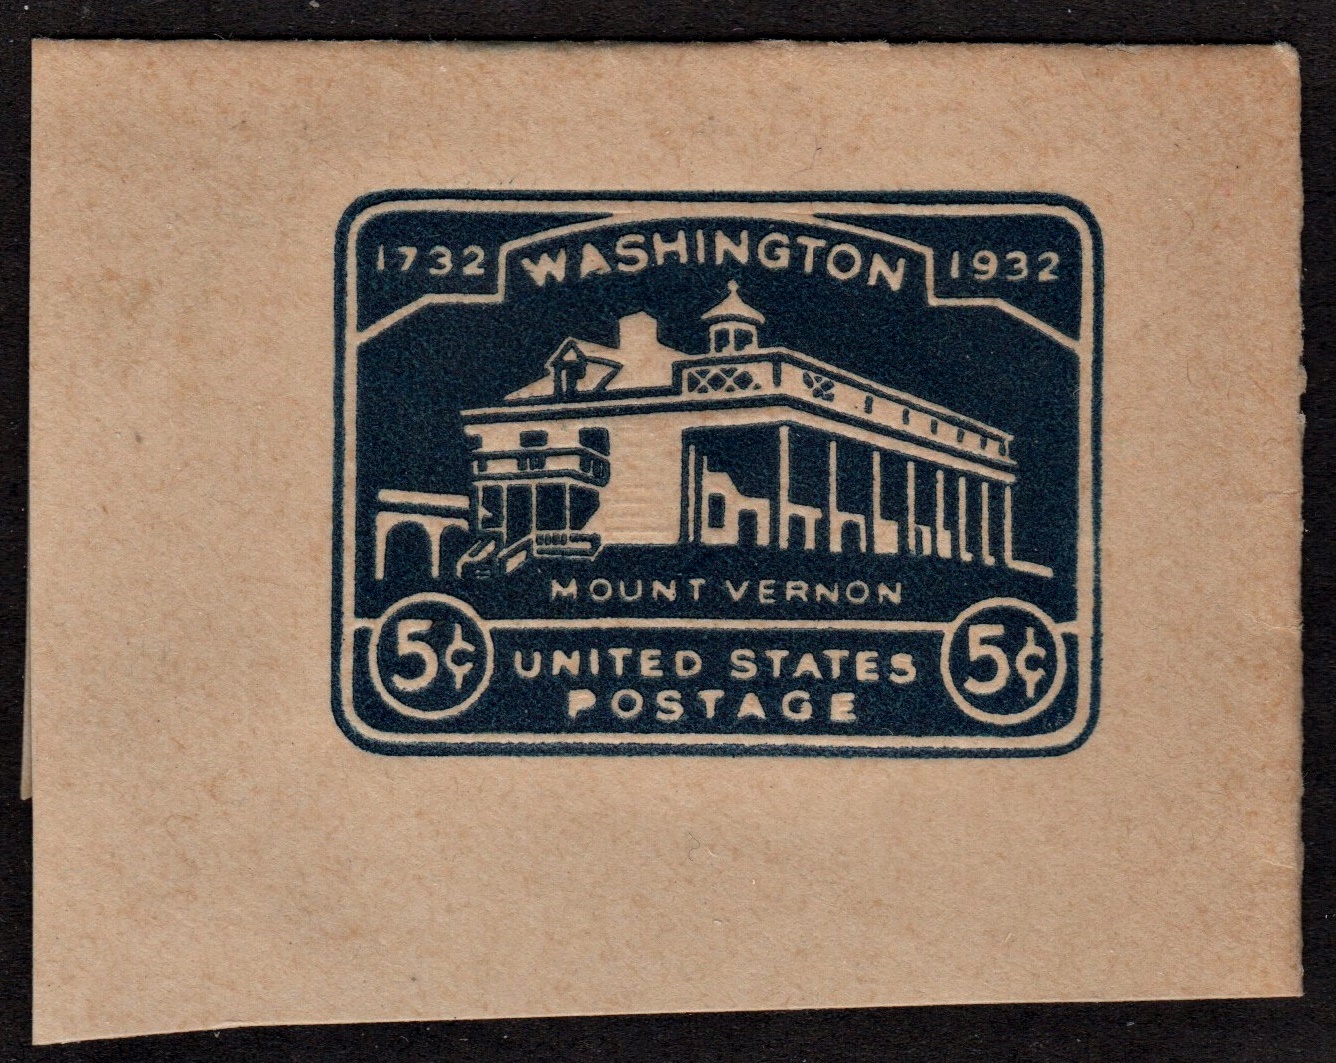 1732 WASHINGTON 1932
MOUNT VERNON
5¢ UNITED STATES 5¢
POSTAGE